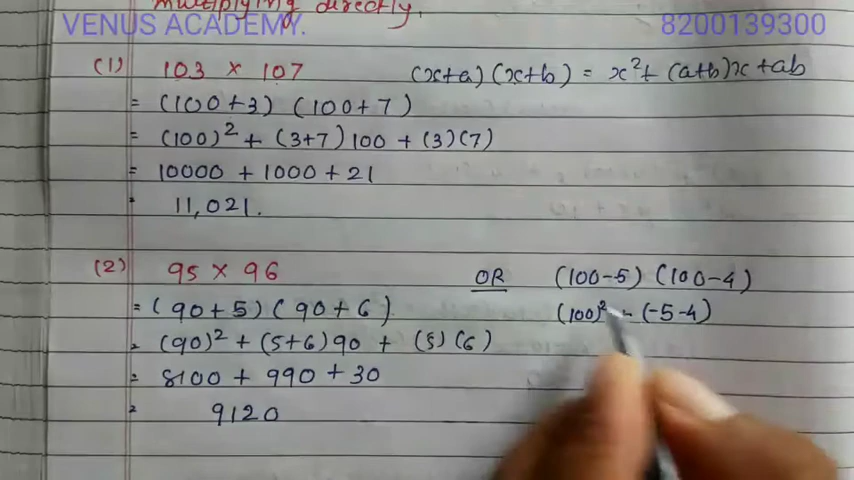 multiplying directly.
VENUS ACADEMY. 8200139300
(1) 103 × 107 (x+a) (x+b) = x² + (a+b)x + ab
= (100+3) (100+7)
= (100)² + (3+7)100 + (3)(7)
= 10000 + 1000 + 21
= 11,021.
(2) 95 × 96 OR (100-5) (100-4)
= (90+5) (90+6) (100)² - (-5-4)
= (90)² + (5+6)90 + (5)(6)
= 8100 + 990 + 30
= 9120